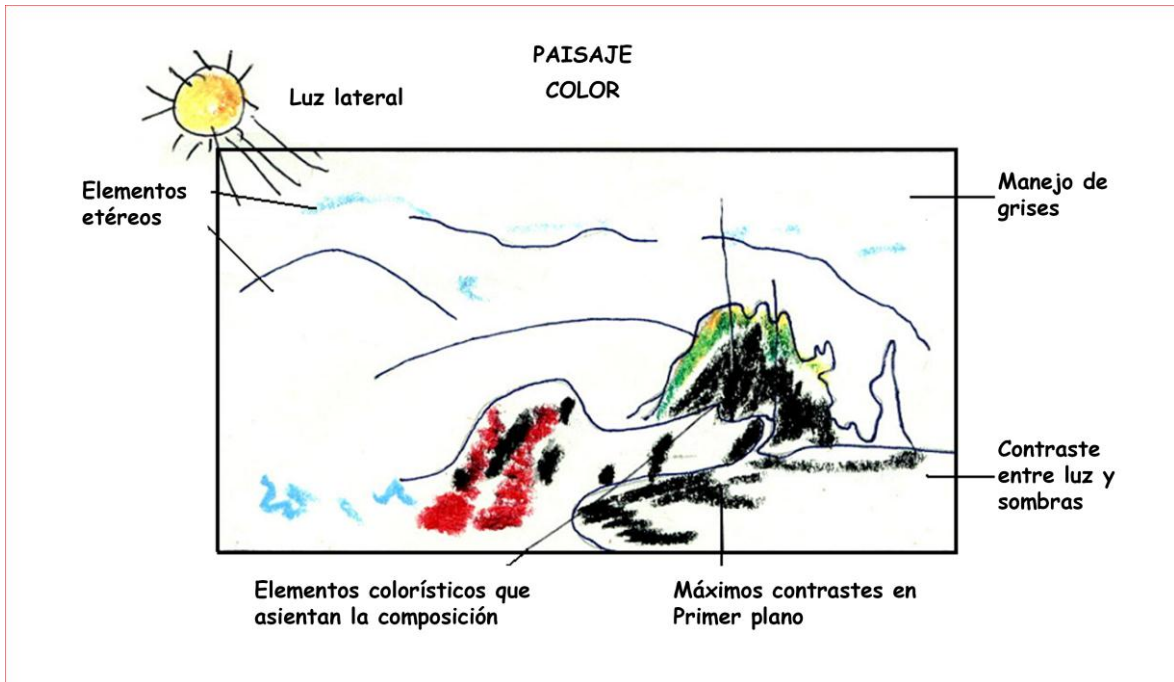 PAISAJE
COLOR
Luz lateral
Elementos
etéreos
Manejo de
grises
Contraste
entre luz y
sombras
Elementos colorísticos que
asientan la composición
Máximos contrastes en
Primer plano